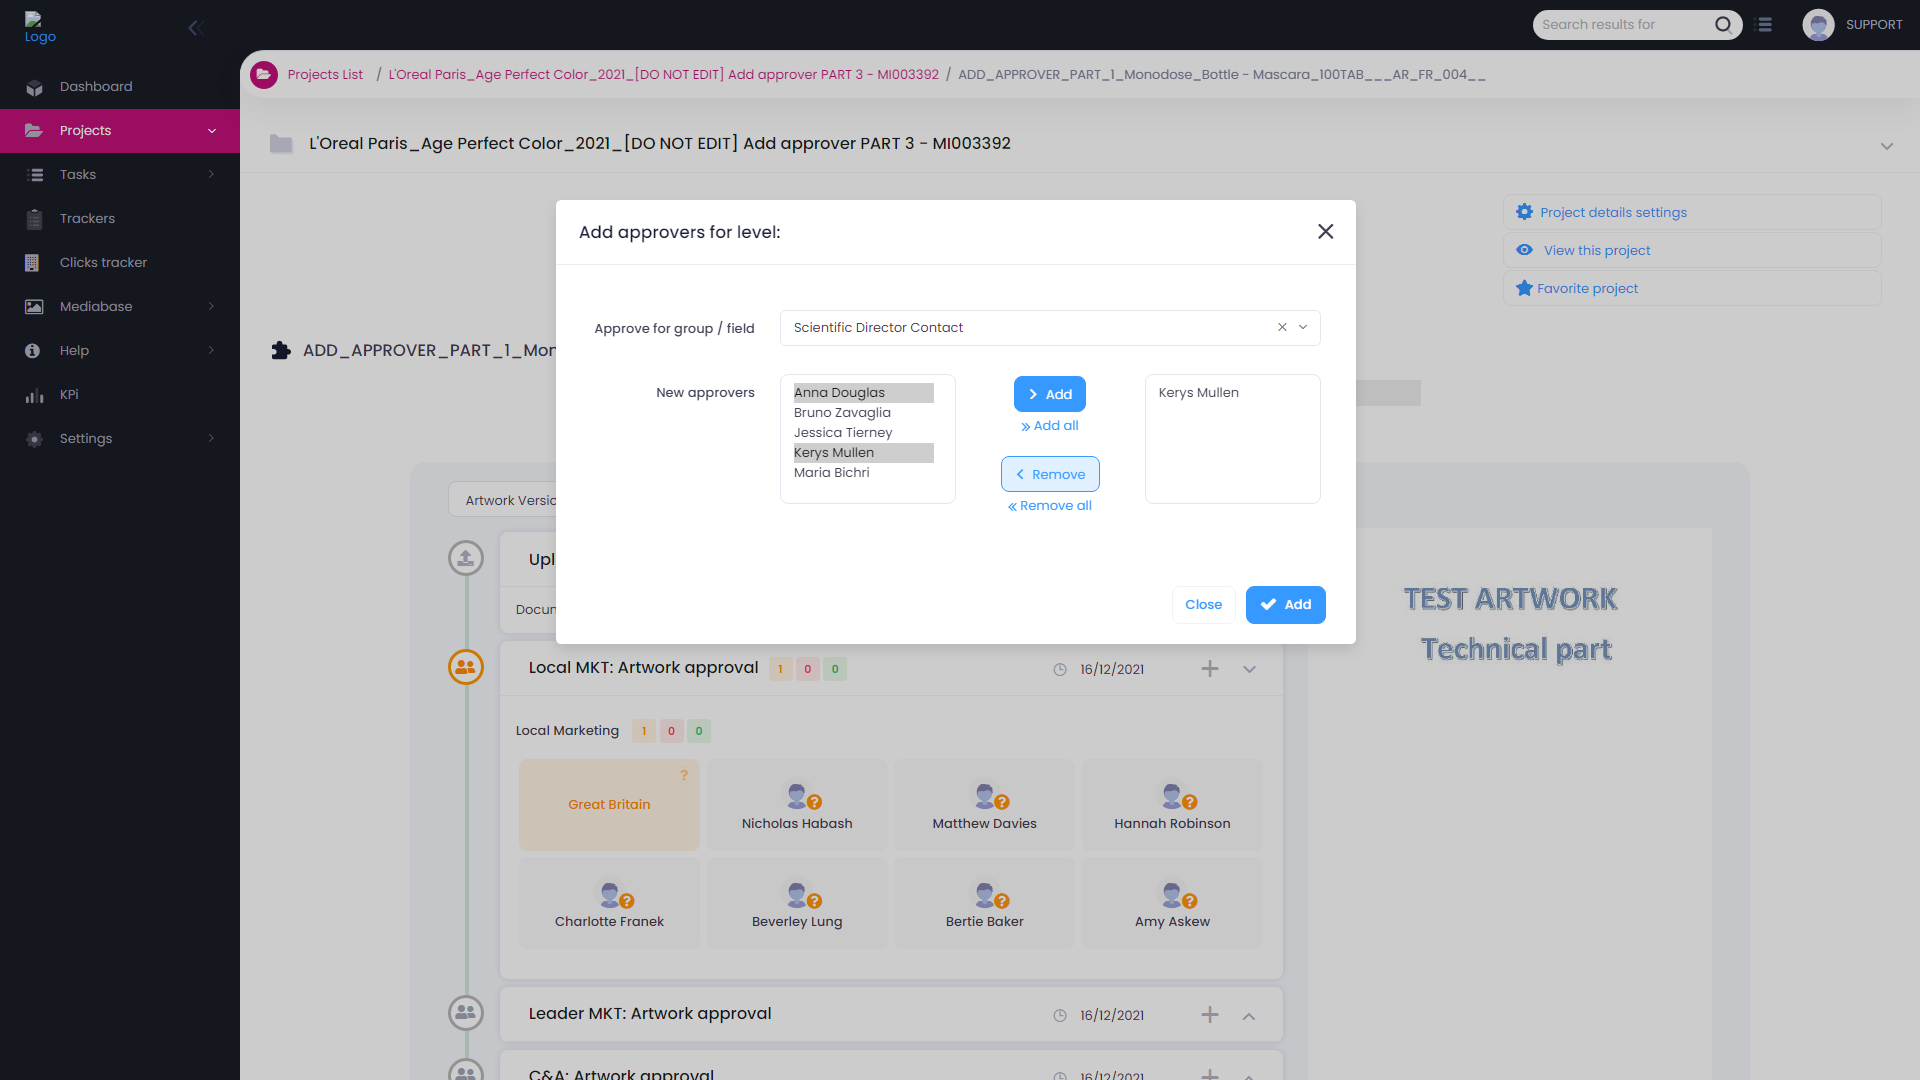 Logo
Search results for
SUPPORT
Dashboard
Projects
Tasks
Trackers
Clicks tracker
Mediabase
Help
KPi
Settings
Projects List / L'Oreal Paris_Age Perfect Color_2021_[DO NOT EDIT] Add approver PART 3 - MI003392 / ADD_APPROVER_PART_1_Monodose_Bottle - Mascara_100TAB___AR_FR_004__
L'Oreal Paris_Age Perfect Color_2021_[DO NOT EDIT] Add approver PART 3 - MI003392
Project details settings
View this project
Favorite project
ADD_APPROVER_PART_1_Mon
Add approvers for level:
Approve for group / field
Scientific Director Contact
New approvers
Anna Douglas
Bruno Zavaglia
Jessica Tierney
Kerys Mullen
Maria Bichri
Add
Add all
Remove
Remove all
Kerys Mullen
Close
Add
Artwork Versio
Upl
Docum
Local MKT: Artwork approval 1 0 0 16/12/2021
Local Marketing 1 0 0
Great Britain ?
Nicholas Habash
Matthew Davies
Hannah Robinson
Charlotte Franek
Beverley Lung
Bertie Baker
Amy Askew
Leader MKT: Artwork approval 16/12/2021
C&A: Artwork approval 16/12/2021
TEST ARTWORK
Technical part